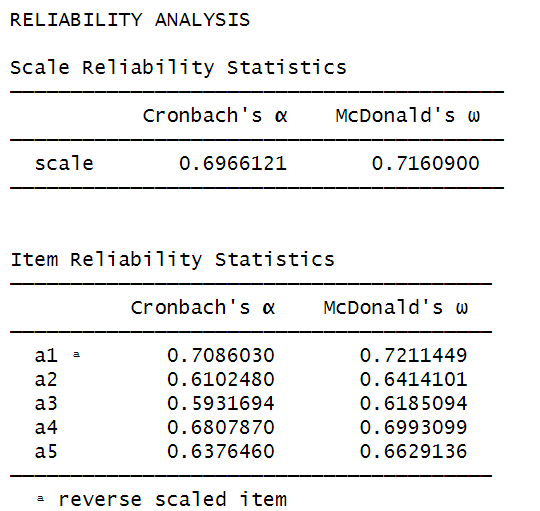 RELIABILITY ANALYSIS
Scale Reliability Statistics
Cronbach's α McDonald's ω
scale 0.6966121 0.7160900
Item Reliability Statistics
Cronbach's α McDonald's ω
a1 ᵃ 0.7086030 0.7211449
a2 0.6102480 0.6414101
a3 0.5931694 0.6185094
a4 0.6807870 0.6993099
a5 0.6376460 0.6629136
ᵃ reverse scaled item